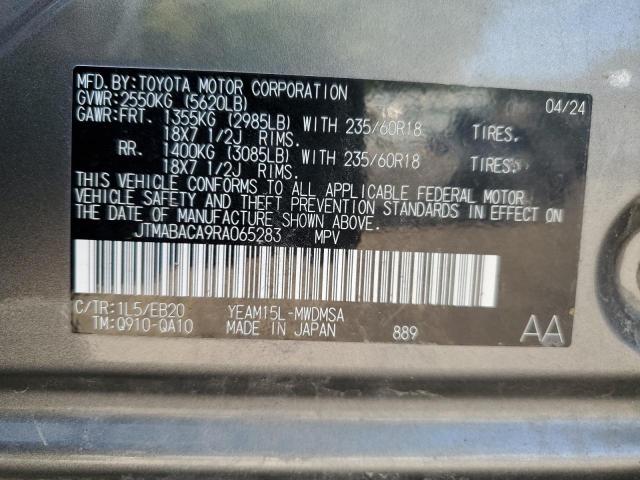 MFD. BY: TOYOTA MOTOR CORPORATION 04/24
GVWR: 2550KG (5620LB)
GAWR: FRT. 1355KG (2985LB) WITH 235/60R18 TIRES.
18X7 1/2J RIMS.
RR. 1400KG (3085LB) WITH 235/60R18 TIRES.
18X7 1/2J RIMS.
THIS VEHICLE CONFORMS TO ALL APPLICABLE FEDERAL MOTOR
VEHICLE SAFETY AND THEFT PREVENTION STANDARDS IN EFFECT ON
THE DATE OF MANUFACTURE SHOWN ABOVE.
JTMABACA9RA065283 MPV
C/TR: 1L5/EB20 YEAM15L-MWDMSA
TM: Q910-QA10 MADE IN JAPAN 889 AA